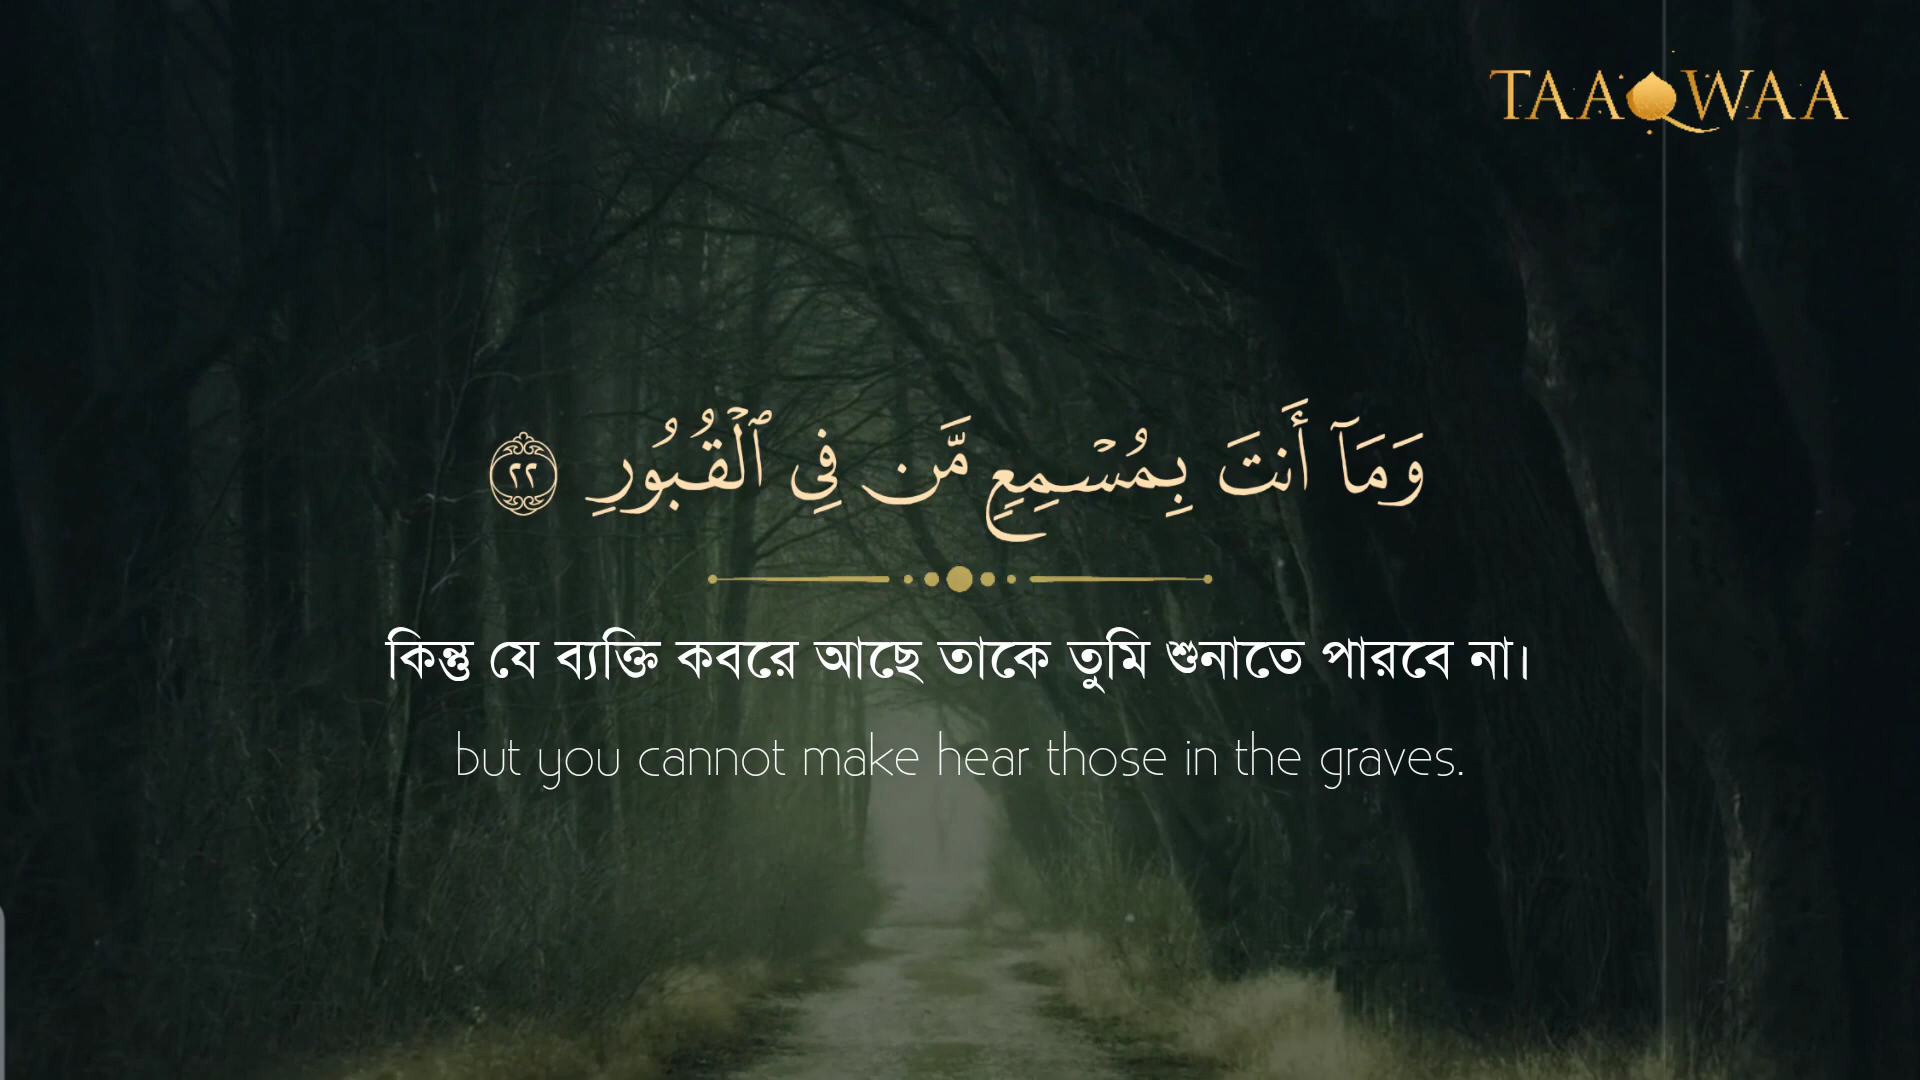 TAAQWAA
وَمَآ أَنتَ بِمُسْمِعٍ مَّن فِى ٱلْقُبُورِ ٢٢
কিন্তু যে ব্যক্তি কবরে আছে তাকে তুমি শুনাতে পারবে না।
but you cannot make hear those in the graves.